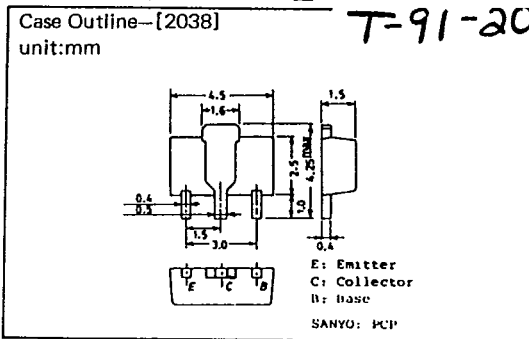 Case Outline—[2038]
T-91-20
unit:mm
4.5
1.6
1.5
2.5
4.25max
1.0
0.4
0.5
1.5
3.0
0.4
E C B
E: Emitter
C: Collector
B: Base
SANYO: PCP